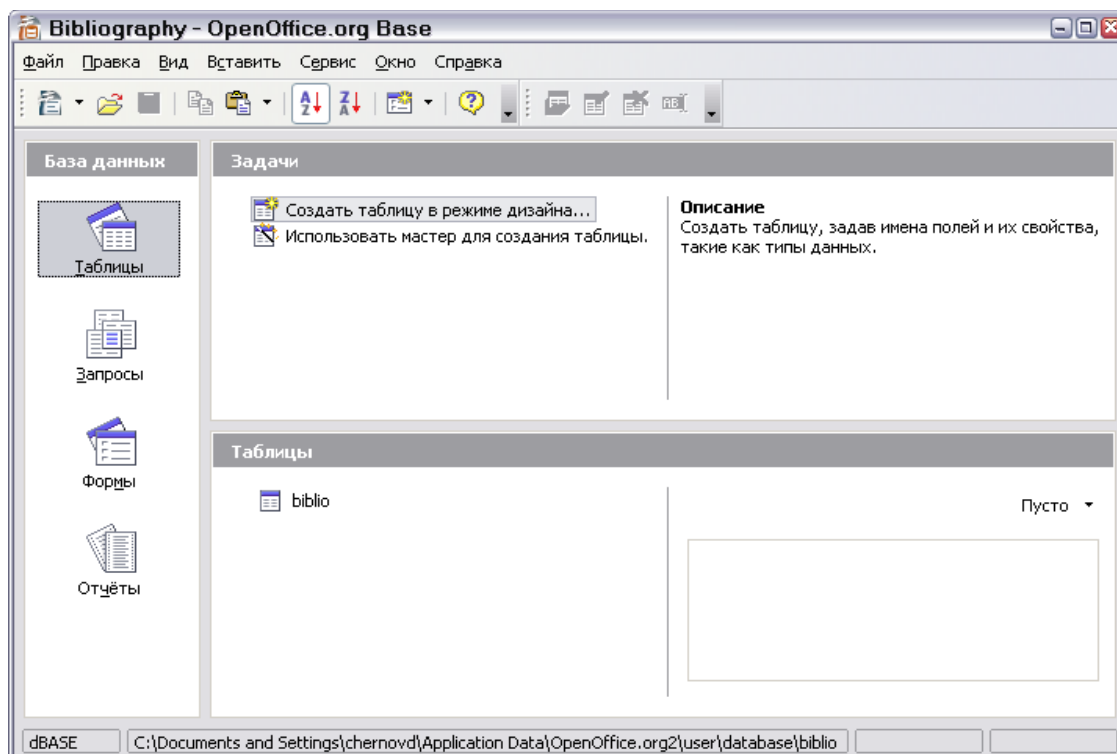 Bibliography - OpenOffice.org Base
Файл Правка Вид Вставить Сервис Окно Справка
База данных
Задачи
Таблицы
Запросы
Формы
Отчёты
Создать таблицу в режиме дизайна...
Использовать мастер для создания таблицы.
Описание
Создать таблицу, задав имена полей и их свойства,
такие как типы данных.
Таблицы
biblio
Пусто
dBASE
C:\Documents and Settings\chernovd\Application Data\OpenOffice.org2\user\database\biblio